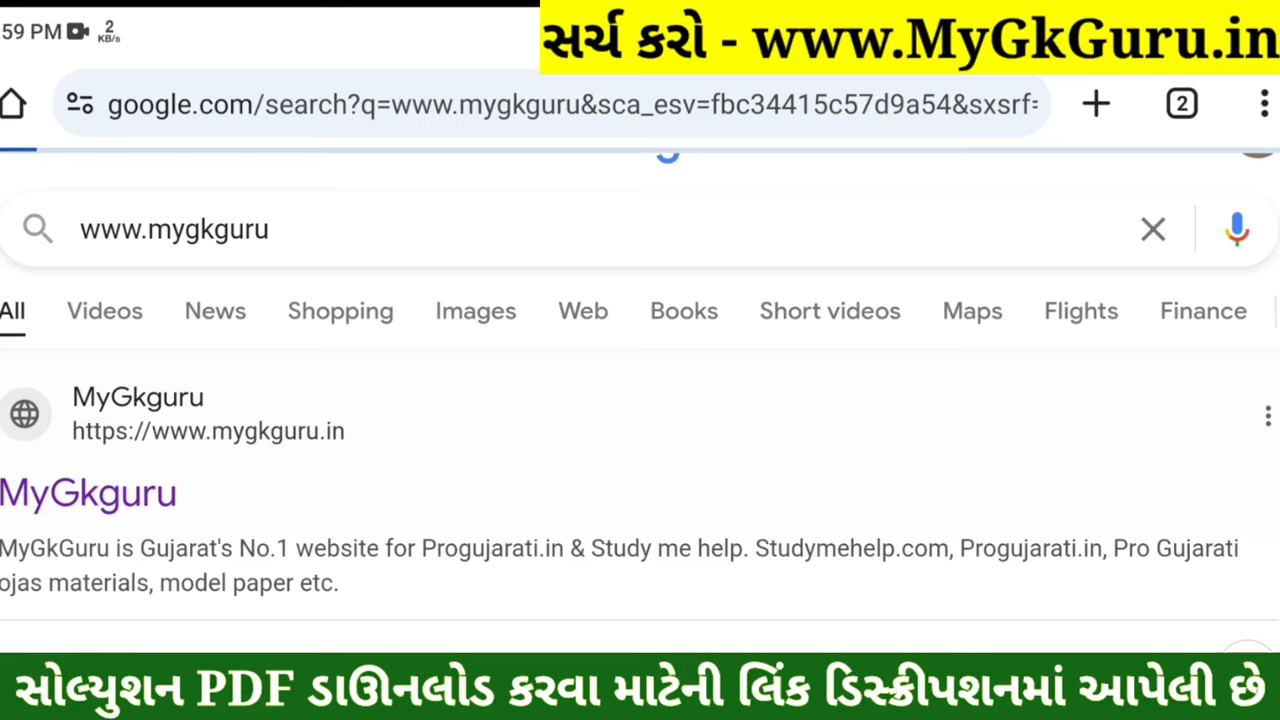 59 PM 2 KB/s
સર્ચ કરો - www.MyGkGuru.in
google.com/search?q=www.mygkguru&sca_esv=fbc34415c57d9a54&sxsrf=
2
www.mygkguru
All Videos News Shopping Images Web Books Short videos Maps Flights Finance
MyGkguru
https://www.mygkguru.in
MyGkguru
MyGkGuru is Gujarat's No.1 website for Progujarati.in & Study me help. Studymehelp.com, Progujarati.in, Pro Gujarati
ojas materials, model paper etc.
સોલ્યુશન PDF ડાઊનલોડ કરવા માટેની લિંક ડિસ્ક્રીપશનમાં આપેલી છે